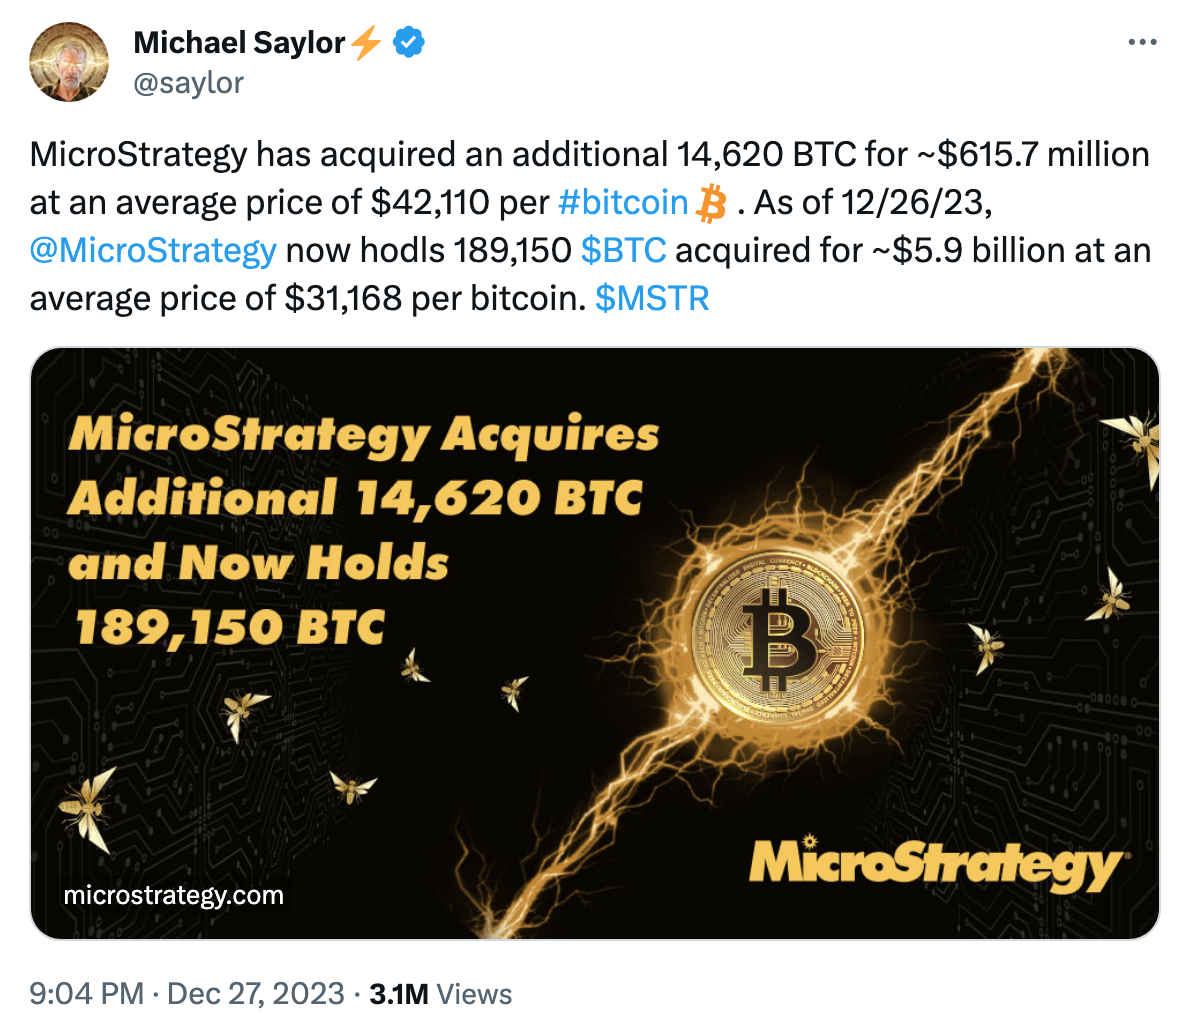 Michael Saylor⚡
@saylor
MicroStrategy has acquired an additional 14,620 BTC for ~$615.7 million
at an average price of $42,110 per #bitcoin ₿ . As of 12/26/23,
@MicroStrategy now hodls 189,150 $BTC acquired for ~$5.9 billion at an
average price of $31,168 per bitcoin. $MSTR
MicroStrategy Acquires
Additional 14,620 BTC
and Now Holds
189,150 BTC
MicroStrategy
microstrategy.com
9:04 PM · Dec 27, 2023 · 3.1M Views